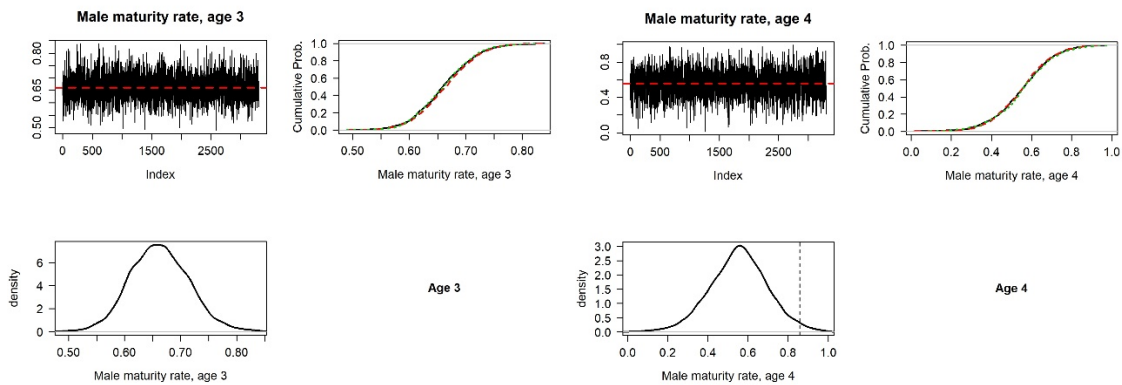 Male maturity rate, age 3
0.80
0.65
0.50
0 500 1500 2500
Index
Cumulative Prob.
1.0
0.8
0.6
0.4
0.2
0.0
0.50 0.60 0.70 0.80
Male maturity rate, age 3
Male maturity rate, age 4
0.8
0.4
0.0
0 500 1500 2500
Index
Cumulative Prob.
1.0
0.8
0.6
0.4
0.2
0.0
0.0 0.2 0.4 0.6 0.8 1.0
Male maturity rate, age 4
density
6
4
2
0
0.50 0.60 0.70 0.80
Male maturity rate, age 3
Age 3
density
3.0
2.5
2.0
1.5
1.0
0.5
0.0
0.0 0.2 0.4 0.6 0.8 1.0
Male maturity rate, age 4
Age 4